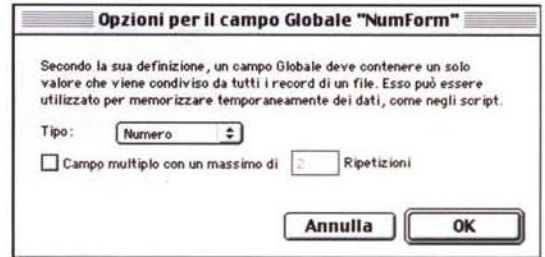 Opzioni per il campo Globale "NumForm"
Secondo la sua definizione, un campo Globale deve contenere un solo
valore che viene condiviso da tutti i record di un file. Esso può essere
utilizzato per memorizzare temporaneamente dei dati, come negli script.
Tipo: Numero
Campo multiplo con un massimo di 2 Ripetizioni
Annulla OK